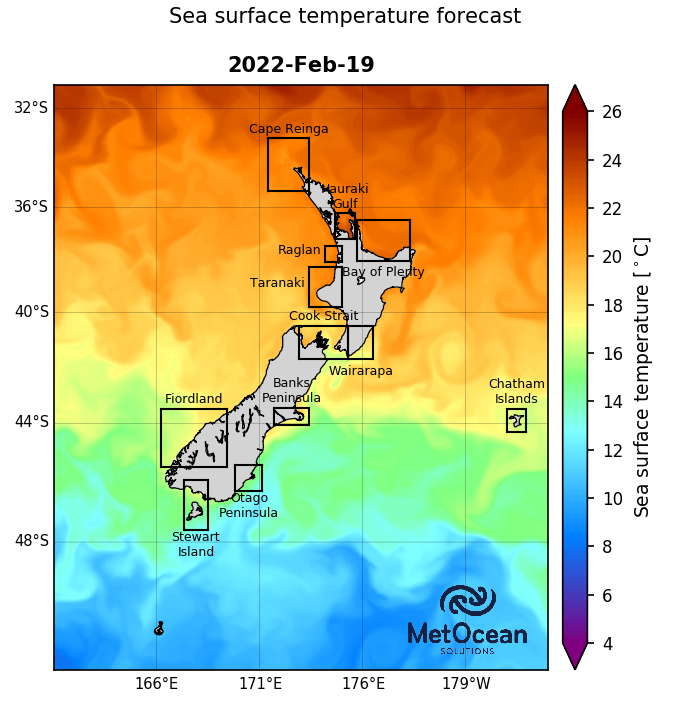 Sea surface temperature forecast
2022-Feb-19
32°S
36°S
40°S
44°S
48°S
Cape Reinga
Hauraki
Gulf
Raglan
Bay of Plenty
Taranaki
Cook Strait
Wairarapa
Banks
Peninsula
Fiordland
Chatham
Islands
Otago
Peninsula
Stewart
Island
MetOcean
SOLUTIONS
166°E
171°E
176°E
179°W
26
24
22
20
18
16
14
12
10
8
6
4
Sea surface temperature [°C]